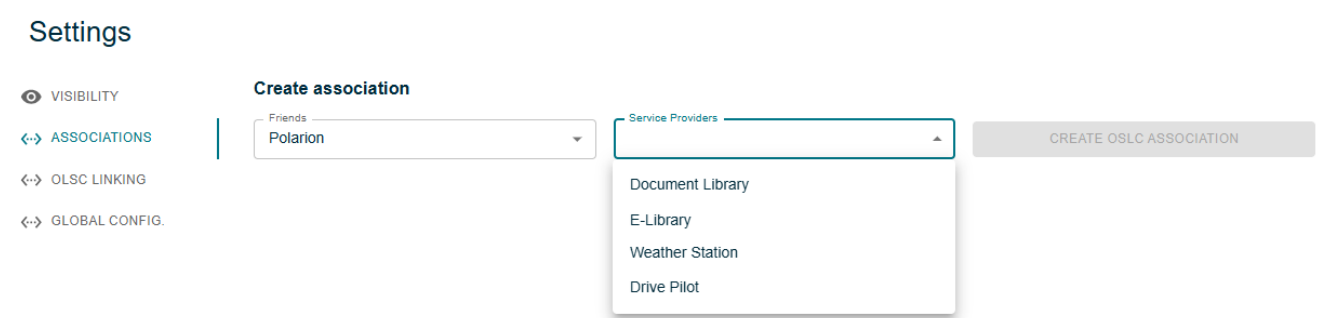 Settings
VISIBILITY
ASSOCIATIONS
OLSC LINKING
GLOBAL CONFIG.
Create association
Friends
Polarion
Service Providers
CREATE OSLC ASSOCIATION
Document Library
E-Library
Weather Station
Drive Pilot